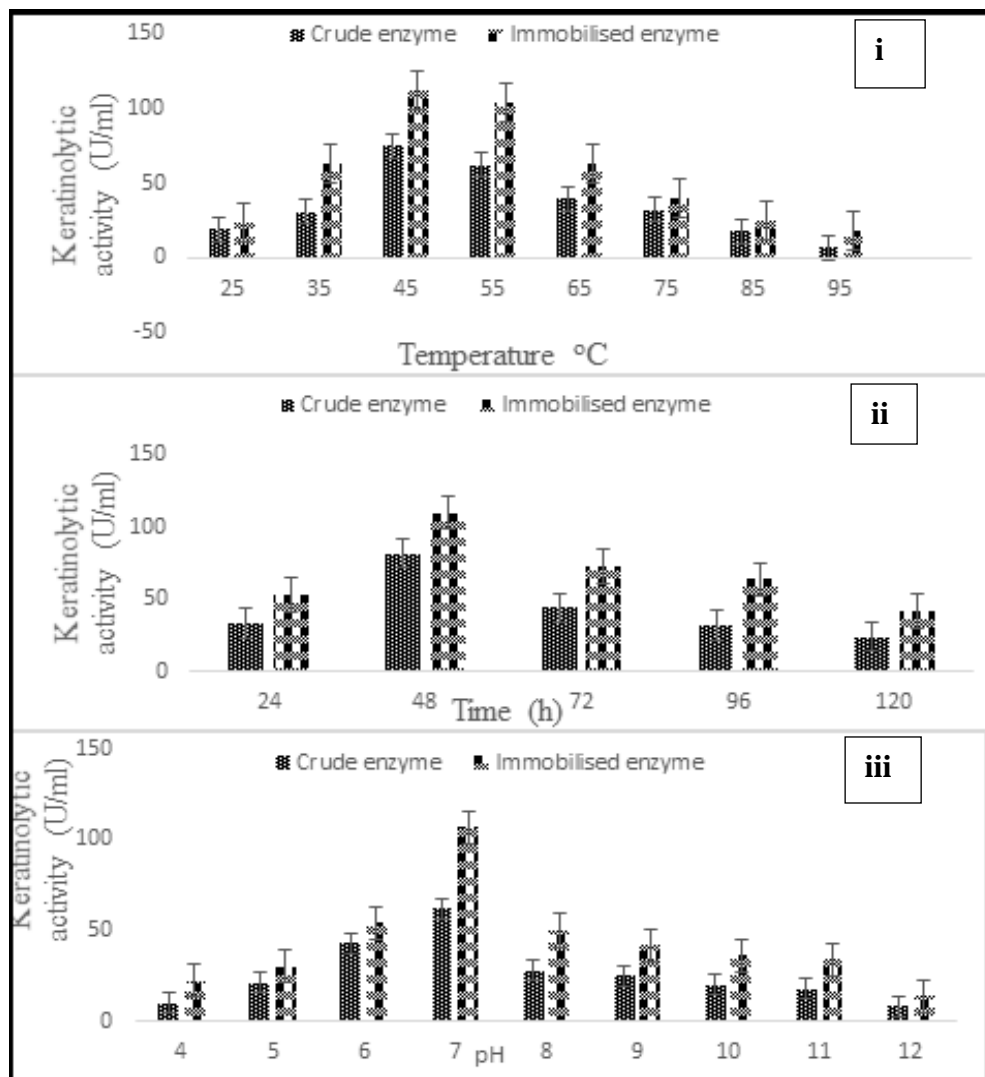 150
Crude enzyme Immobilised enzyme
i
100
50
0
-50
Keratinolytic
activity (U/ml)
25 35 45 55 65 75 85 95
Temperature °C
Crude enzyme Immobilised enzyme
ii
150
100
50
0
Keratinolytic
activity (U/ml)
24 48 72 96 120
Time (h)
150
Crude enzyme Immobilised enzyme
iii
100
50
0
Keratinolytic
activity (U/ml)
4 5 6 7 pH 8 9 10 11 12